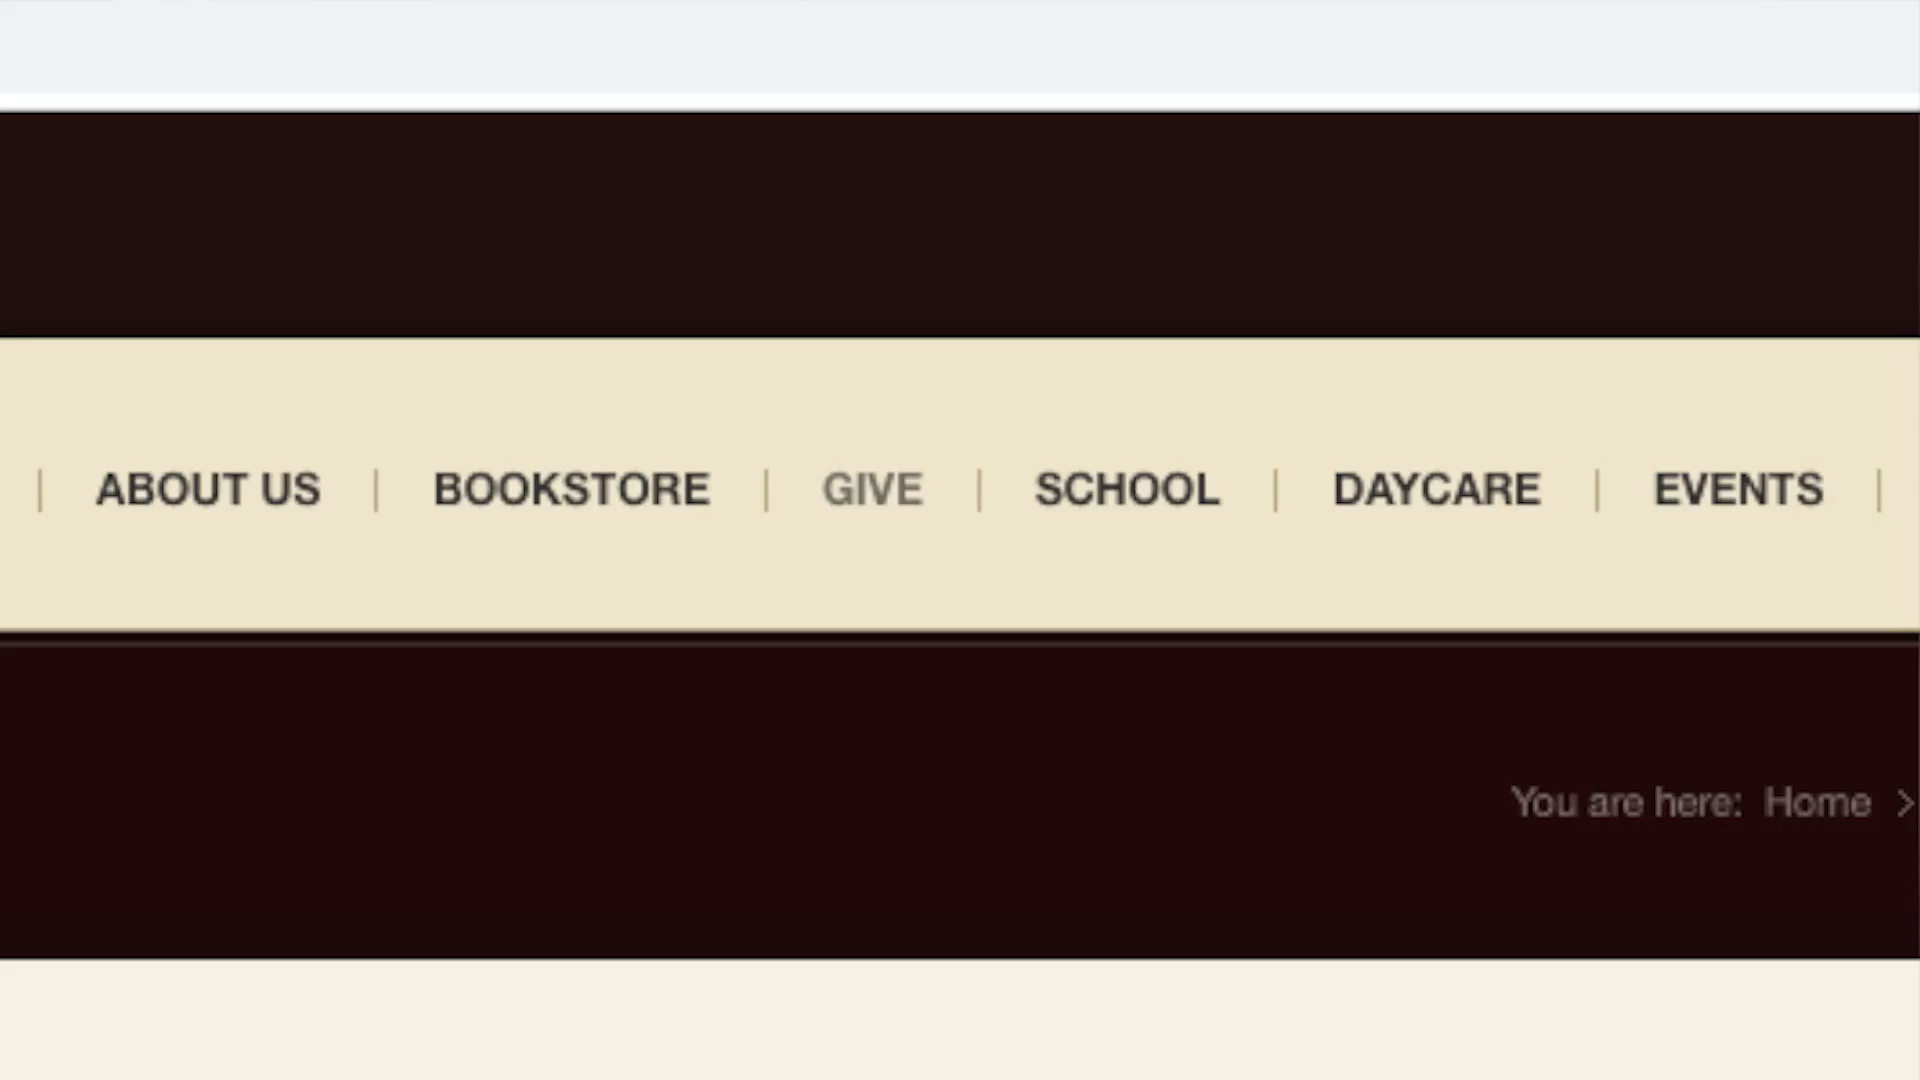 ABOUT US | BOOKSTORE | GIVE | SCHOOL | DAYCARE | EVENTS |
You are here: Home >